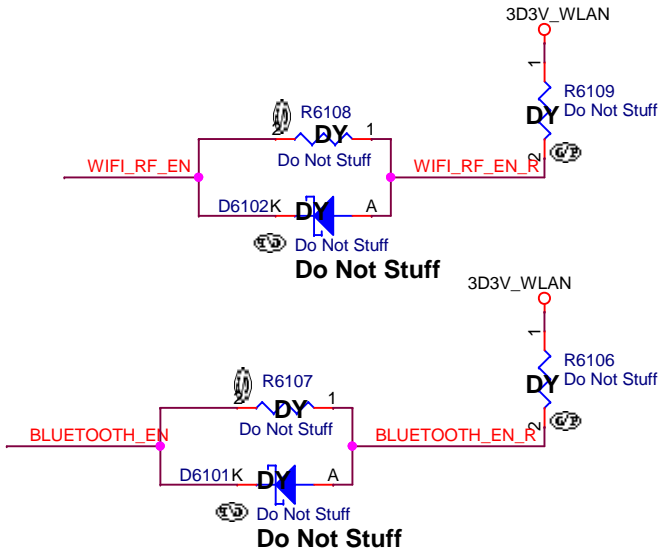 3D3V_WLAN
1
R6109
Do Not Stuff
DY
2
R6108
2
DY
1
Do Not Stuff
WIFI_RF_EN
WIFI_RF_EN_R
D6102
K
DY
A
Do Not Stuff
Do Not Stuff
3D3V_WLAN
1
R6106
Do Not Stuff
DY
2
R6107
2
DY
1
Do Not Stuff
BLUETOOTH_EN
BLUETOOTH_EN_R
D6101
K
DY
A
Do Not Stuff
Do Not Stuff